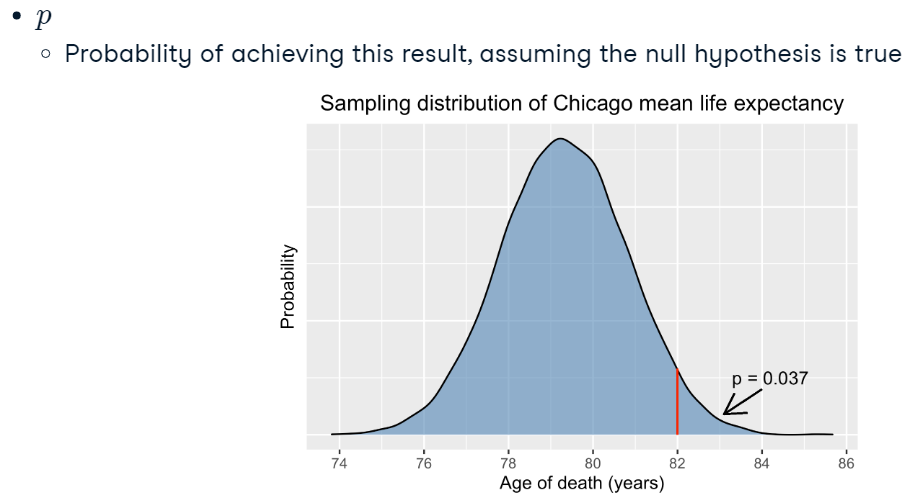 p
Probability of achieving this result, assuming the null hypothesis is true
Sampling distribution of Chicago mean life expectancy
Probability
p = 0.037
74 76 78 80 82 84 86
Age of death (years)